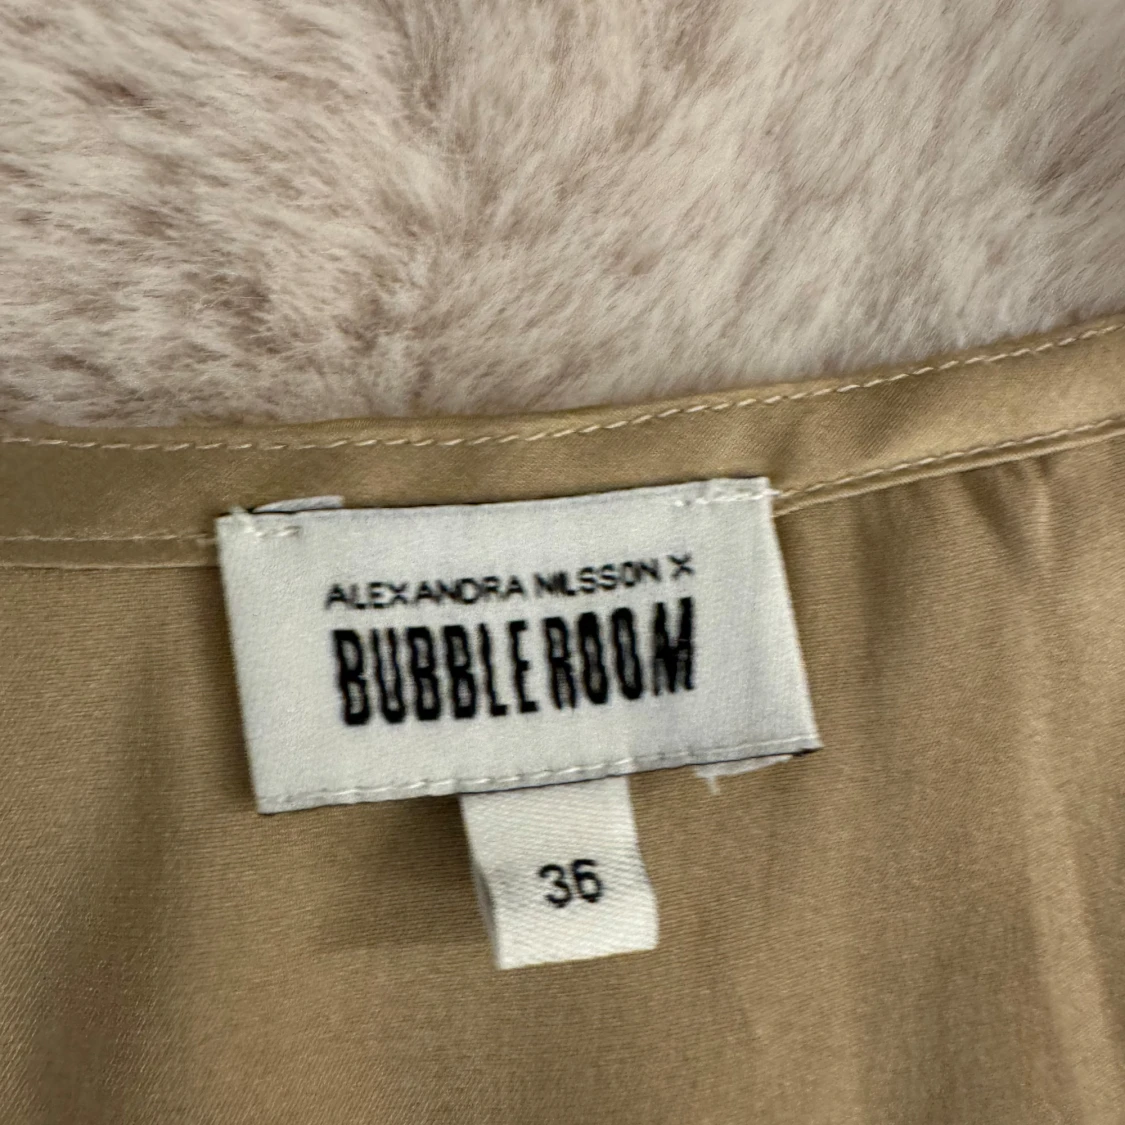 ALEXANDRA NILSSON X
BUBBLEROOM
36